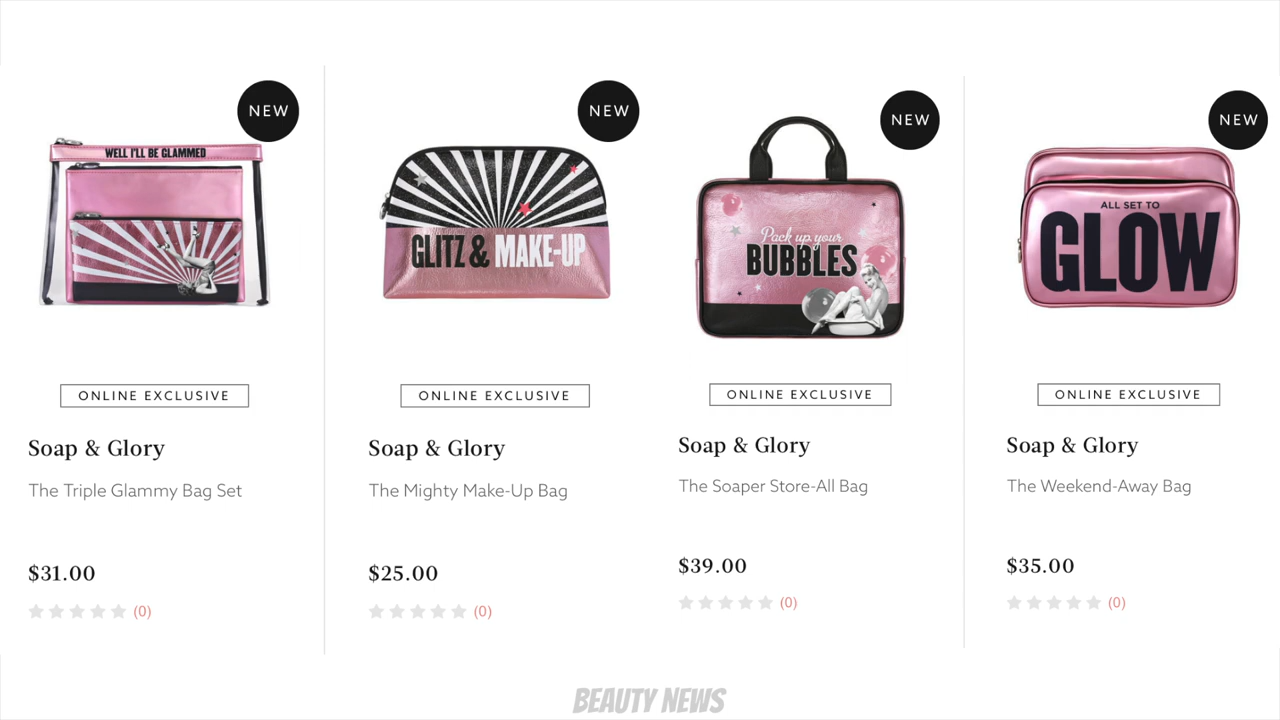 NEW
WELL I'LL BE GLAMMED
ONLINE EXCLUSIVE
Soap & Glory
The Triple Glammy Bag Set
$31.00
(0)
NEW
GLITZ & MAKE-UP
ONLINE EXCLUSIVE
Soap & Glory
The Mighty Make-Up Bag
$25.00
(0)
NEW
Pack up your
BUBBLES
ONLINE EXCLUSIVE
Soap & Glory
The Soaper Store-All Bag
$39.00
(0)
NEW
ALL SET TO
GLOW
ONLINE EXCLUSIVE
Soap & Glory
The Weekend-Away Bag
$35.00
(0)
BEAUTY NEWS